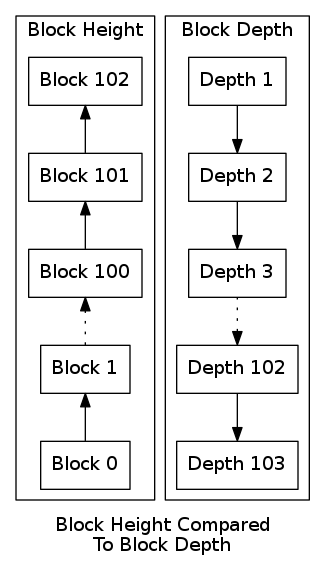 Block Height
Block 102
Block 101
Block 100
Block 1
Block 0
Block Depth
Depth 1
Depth 2
Depth 3
Depth 102
Depth 103
Block Height Compared
To Block Depth